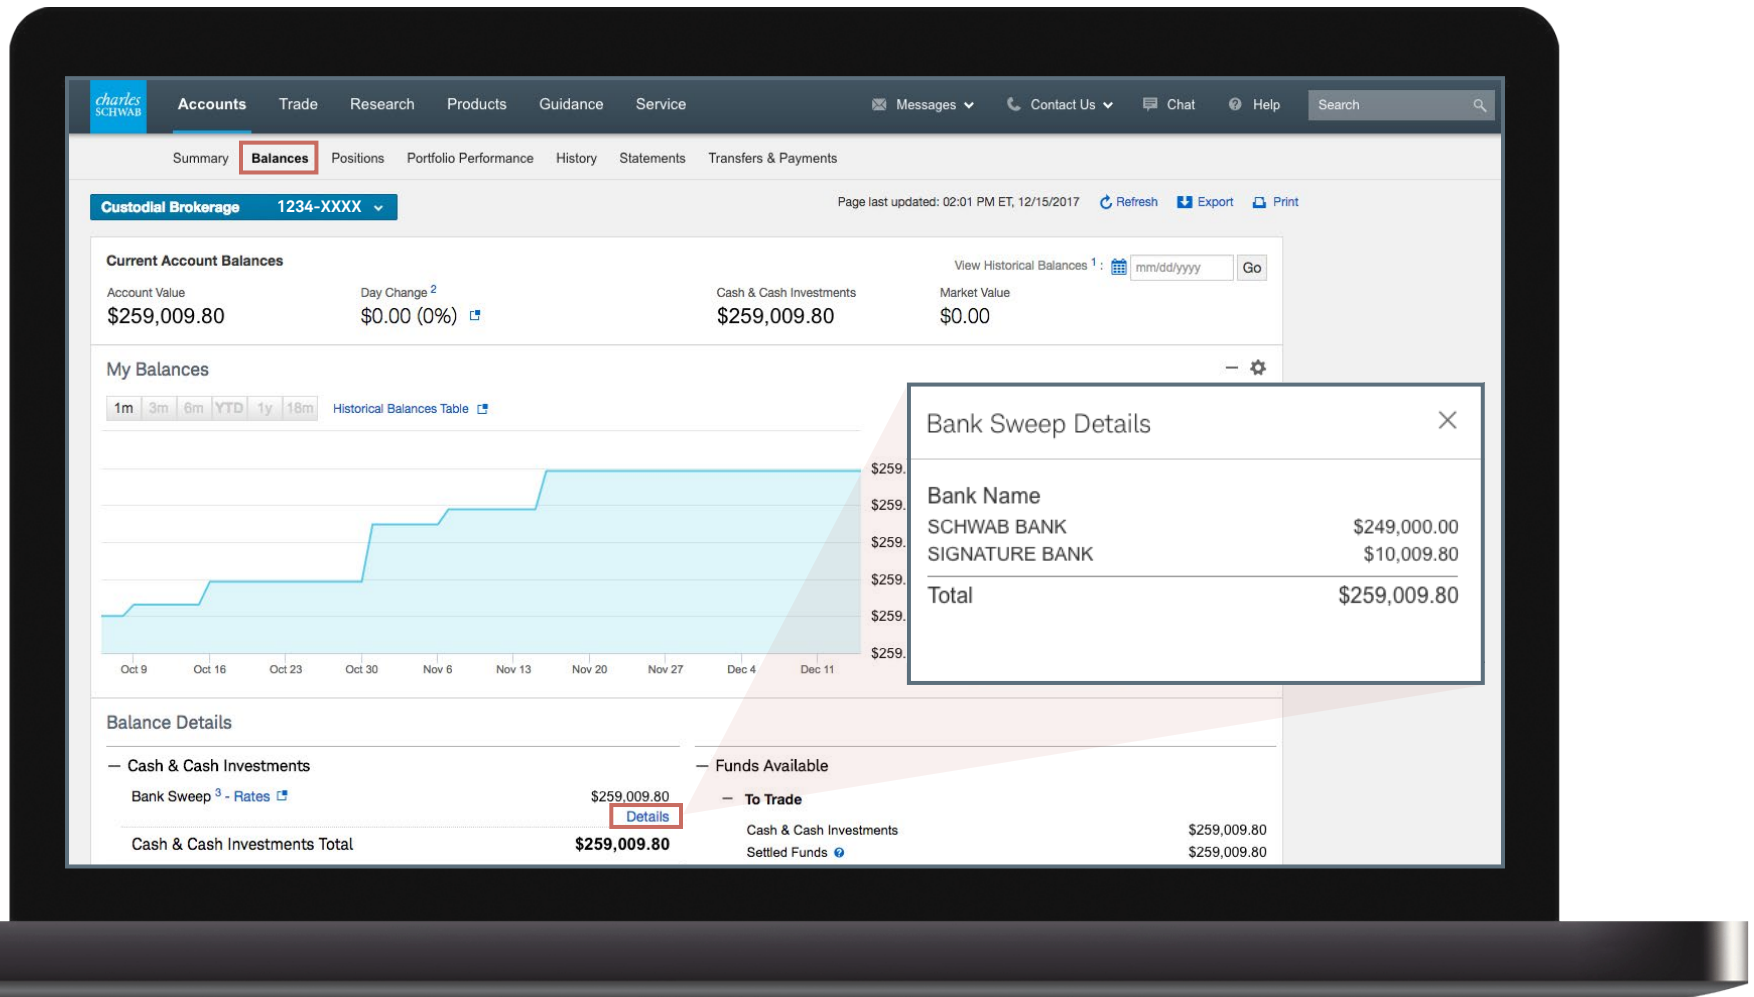 charles
SCHWAB
Accounts Trade Research Products Guidance Service Messages Contact Us Chat Help Search
Summary Balances Positions Portfolio Performance History Statements Transfers & Payments
Custodial Brokerage 1234-XXXX
Page last updated: 02:01 PM ET, 12/15/2017 Refresh Export Print
Current Account Balances
View Historical Balances 1 : mm/dd/yyyy Go
Account Value Day Change 2 Cash & Cash Investments Market Value
$259,009.80 $0.00 (0%) $259,009.80 $0.00
My Balances
1m 3m 6m YTD 1y 18m Historical Balances Table
$259.
$259.
$259.
$259.
$259.
$259.
Oct 9 Oct 16 Oct 23 Oct 30 Nov 6 Nov 13 Nov 20 Nov 27 Dec 4 Dec 11
Bank Sweep Details
Bank Name
SCHWAB BANK $249,000.00
SIGNATURE BANK $10,009.80
Total $259,009.80
Balance Details
Cash & Cash Investments
Bank Sweep 3 - Rates $259,009.80
Details
Cash & Cash Investments Total $259,009.80
Funds Available
To Trade
Cash & Cash Investments $259,009.80
Settled Funds ? $259,009.80